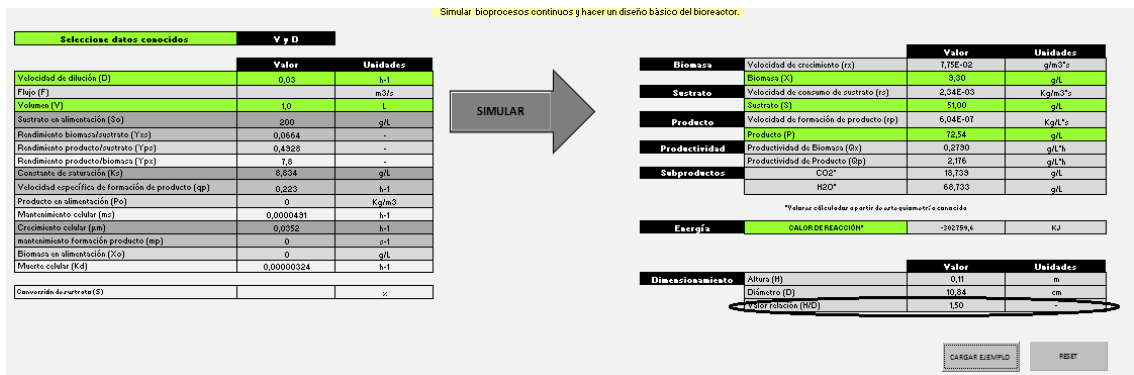 Simular bioprocesos continuos y hacer un diseño bàsico del bioreactor.
Seleccione datos conocidos V y D
Valor Unidades
Velocidad de dilución (D) 0,03 h-1
Flujo (F) m3/s
Volumen (V) 1,0 L
Sustrato en alimentación (So) 200 g/L
Rendimiento biomasa/sustrato (Yxs) 0,0664 -
Rendimiento producto/sustrato (Yps) 0,4928 -
Rendimiento producto/biomasa (Ypx) 7,8 -
Constante de saturación (Ks) 8,834 g/L
Velocidad específica de formación de producto (qp) 0,223 h-1
Producto en alimentación (Po) 0 Kg/m3
Mantenimiento celular (ms) 0,0000491 h-1
Crecimiento celular (µm) 0,0352 h-1
mantenimiento formación producto (mp) 0 s-1
Biomasa en alimentación (Xo) 0 g/L
Muerte celular (Kd) 0,00000324 h-1
Conversión de sustrato (S) %
SIMULAR
Valor Unidades
Biomasa Velocidad de crecimiento (rx) 7,75E-02 g/m3*s
Biomasa (X) 9,30 g/L
Sustrato Velocidad de consumo de sustrato (rs) 2,34E-03 Kg/m3*s
Sustrato (S) 51,00 g/L
Producto Velocidad de formación de producto (rp) 6,04E-07 Kg/L*s
Producto (P) 72,54 g/L
Productividad Productividad de Biomasa (Qx) 0,2790 g/L*h
Productividad de Producto (Qp) 2,176 g/L*h
Subproductos CO2* 18,739 g/L
H2O* 68,733 g/L
*Valores cálculados a partir de estequiometría conocida
Energía CALOR DE REACCIÓN* -302759,6 KJ
Valor Unidades
Dimensionamiento Altura (H) 0,11 m
Diámetro (D) 10,84 cm
Valor relación (H/D) 1,50 -
CARGAR EJEMPLO RESET